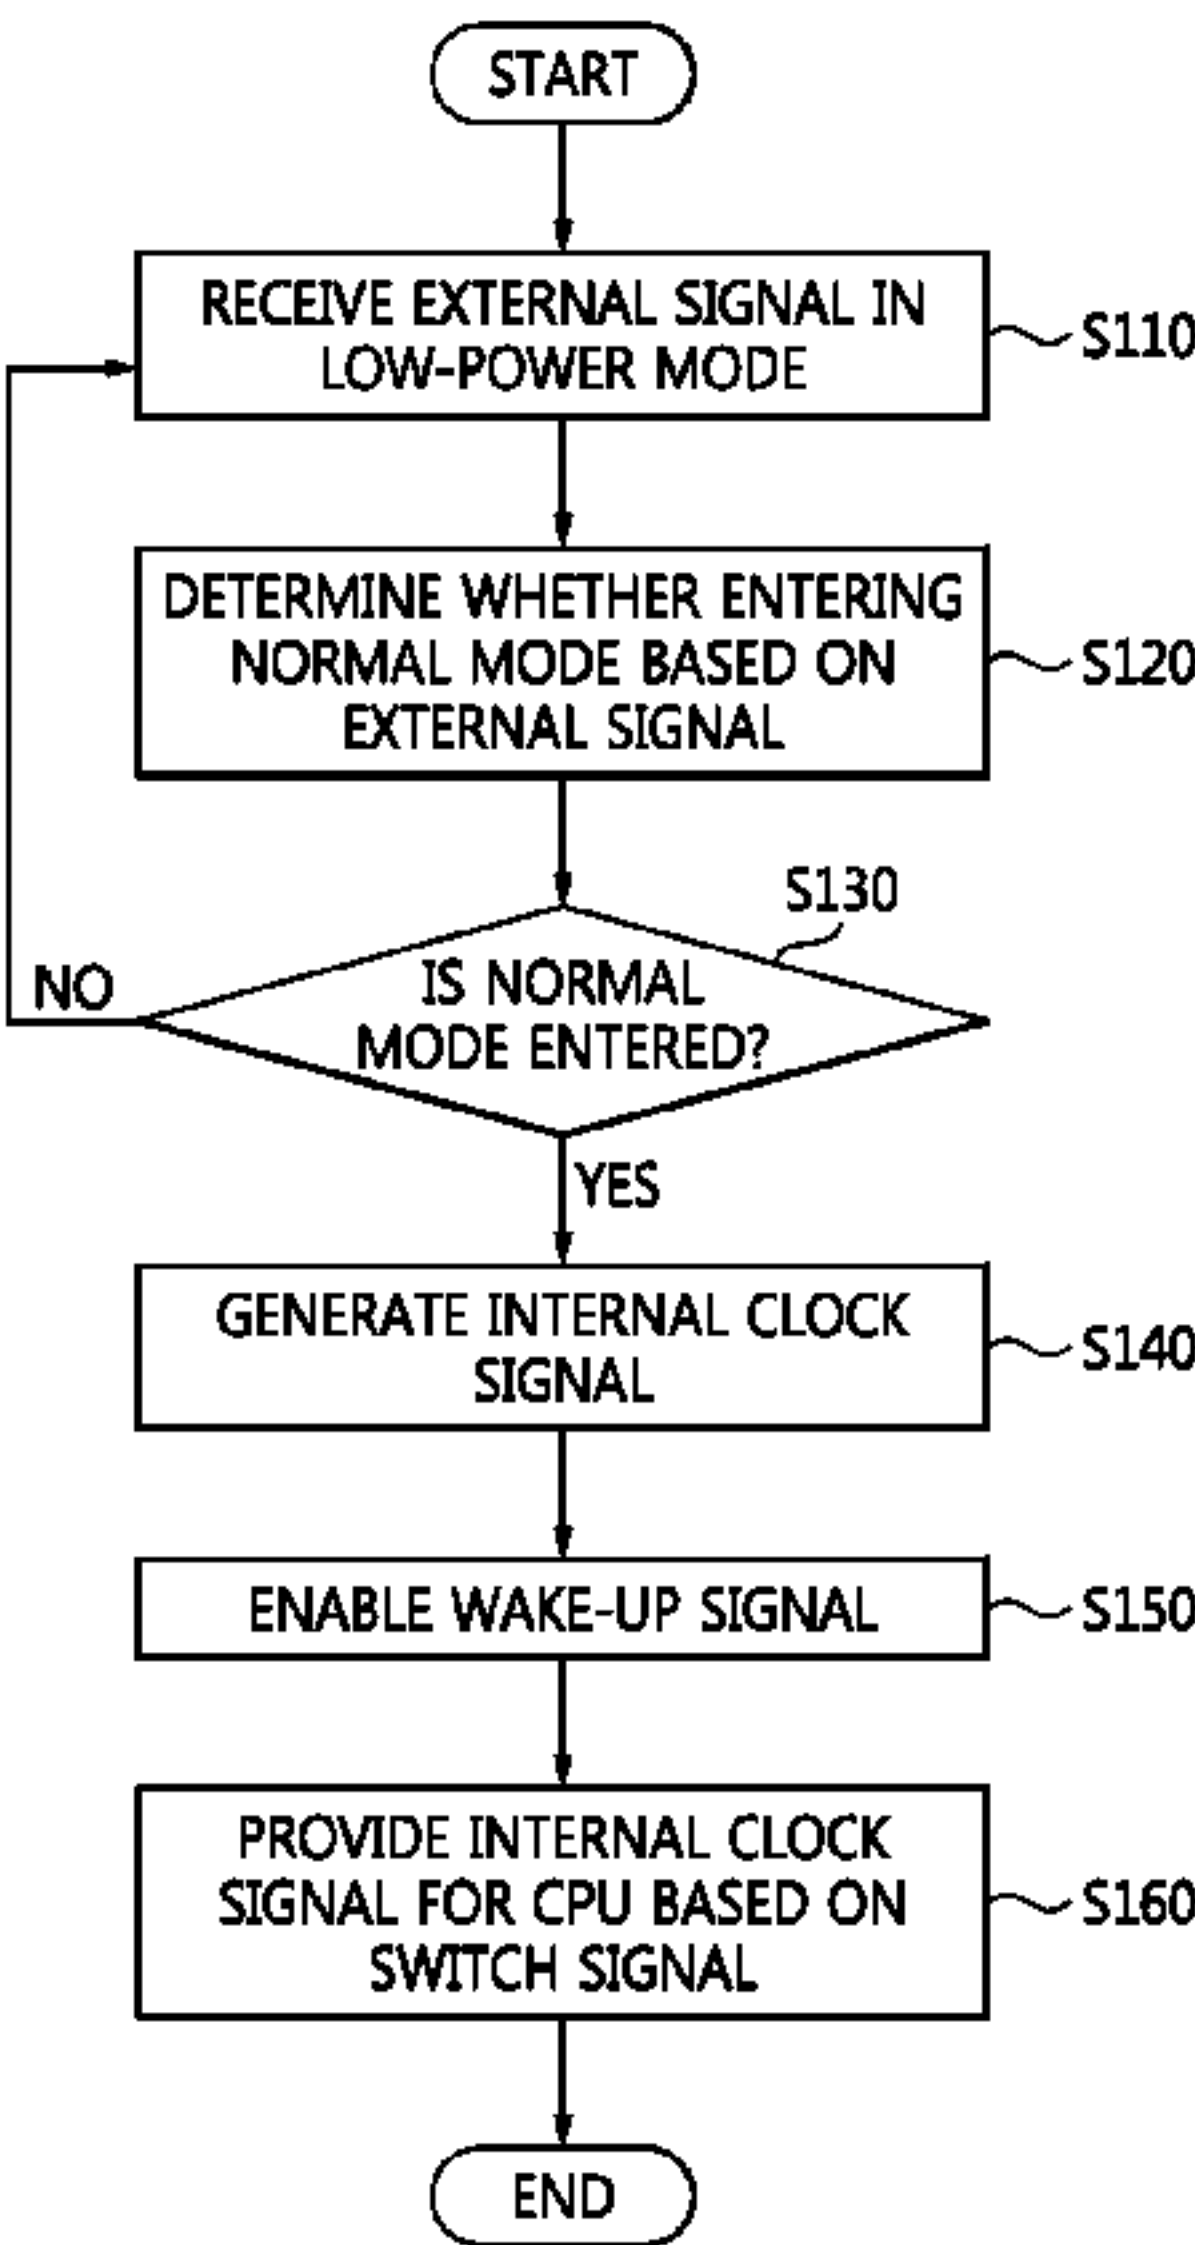 START
RECEIVE EXTERNAL SIGNAL IN
LOW-POWER MODE
S110
DETERMINE WHETHER ENTERING
NORMAL MODE BASED ON
EXTERNAL SIGNAL
S120
S130
IS NORMAL
MODE ENTERED?
NO
YES
GENERATE INTERNAL CLOCK
SIGNAL
S140
ENABLE WAKE-UP SIGNAL
S150
PROVIDE INTERNAL CLOCK
SIGNAL FOR CPU BASED ON
SWITCH SIGNAL
S160
END